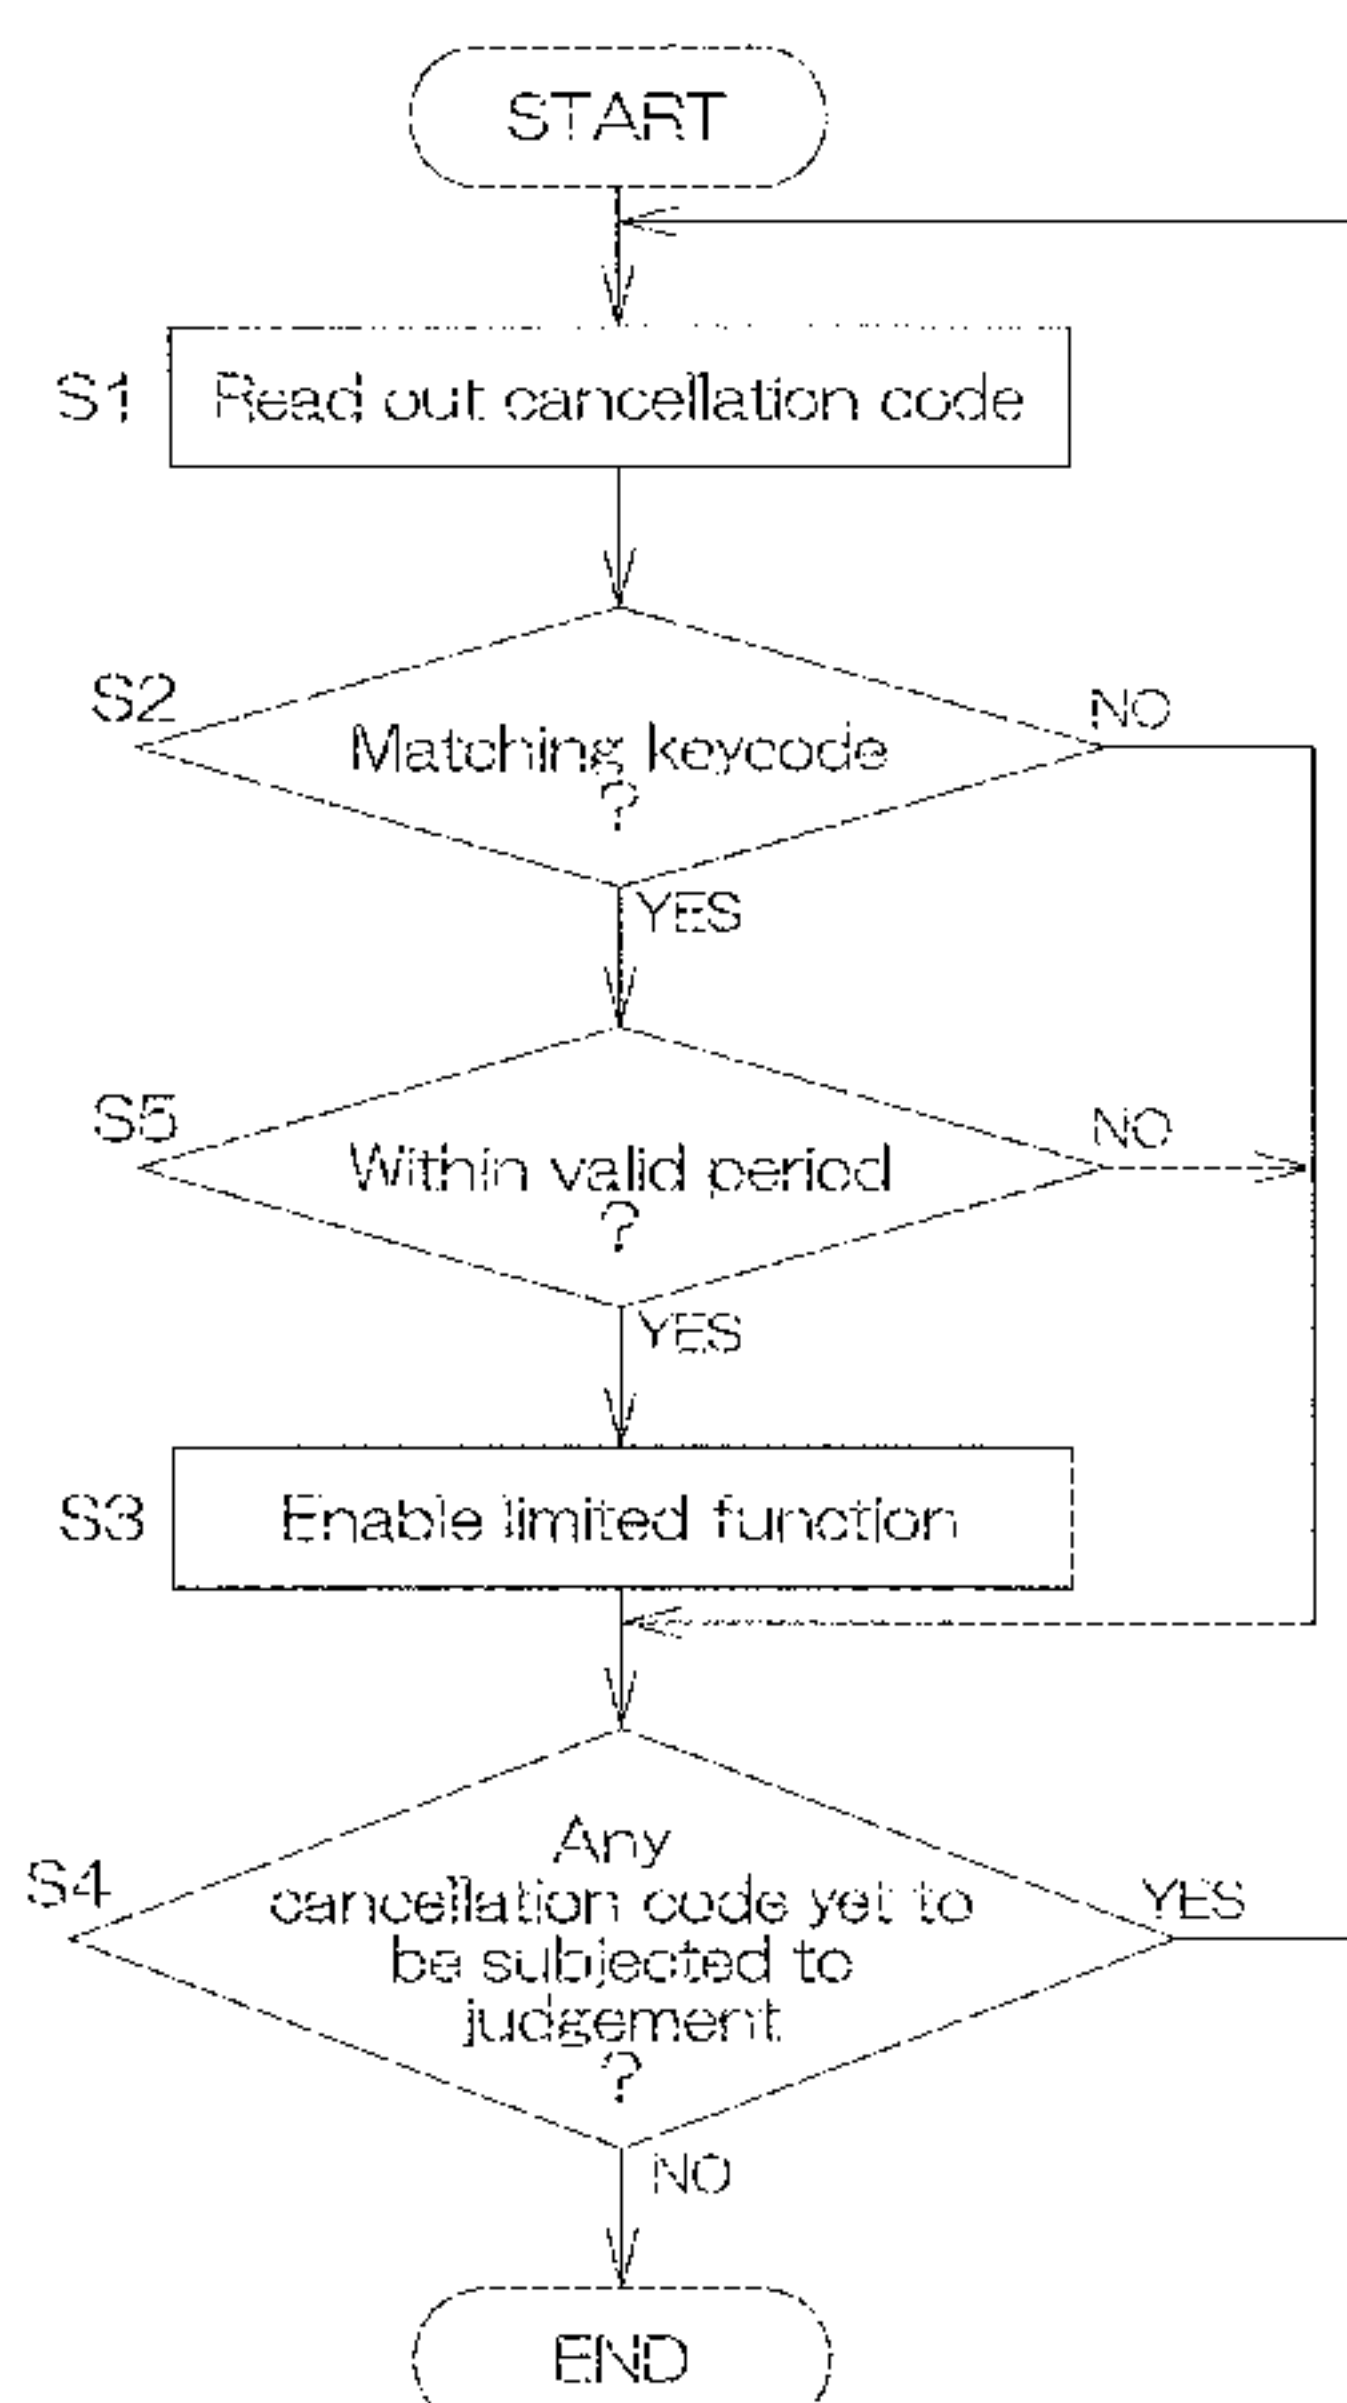 START
S1
Read out cancellation code
S2
Matching keycode
?
NO
YES
S5
Within valid period
?
NO
YES
S3
Enable limited function
S4
Any
cancellation code yet to
be subjected to
judgement
?
YES
NO
END